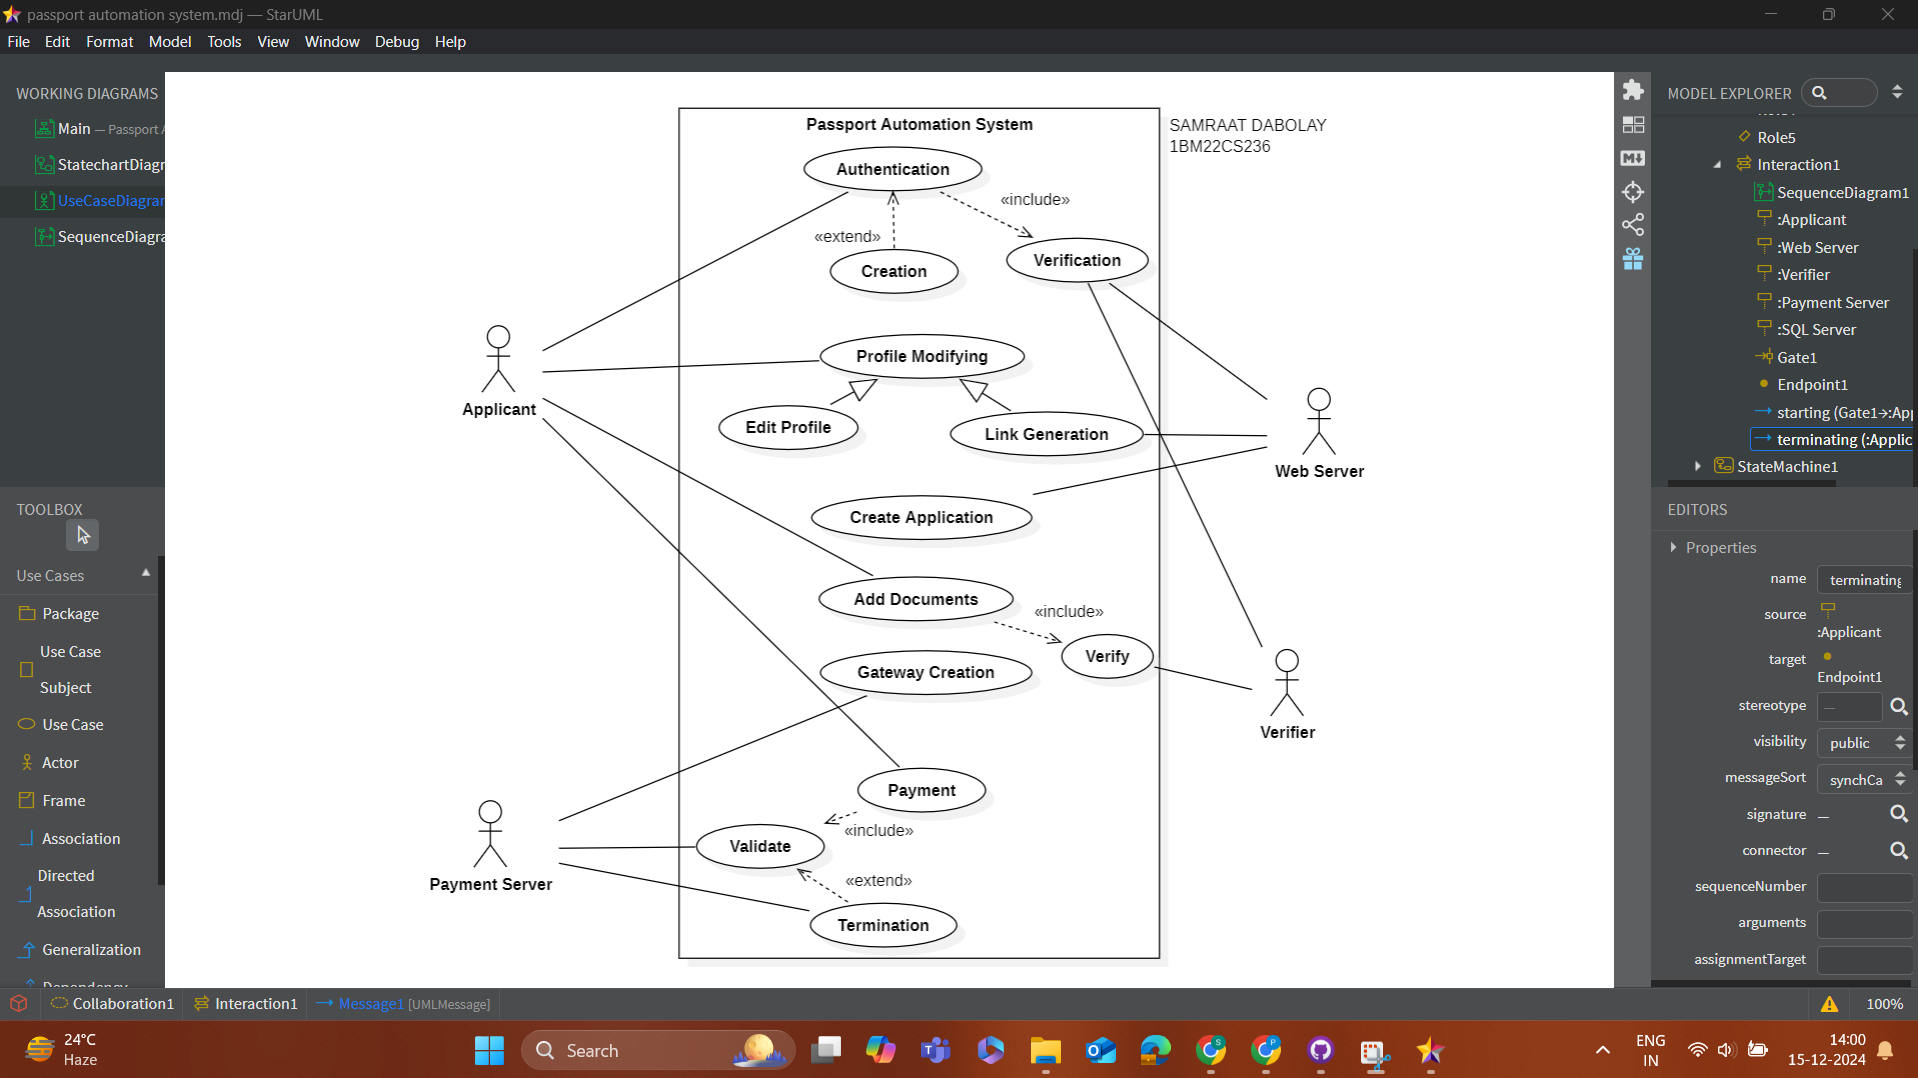 passport automation system.mdj — StarUML
File Edit Format Model Tools View Window Debug Help
WORKING DIAGRAMS
Main — Passport A
StatechartDiagr
UseCaseDiagrar
SequenceDiagra
TOOLBOX
Use Cases
Package
Use Case
Subject
Use Case
Actor
Frame
Association
Directed
Association
Generalization
Dependency
Passport Automation System
SAMRAAT DABOLAY
1BM22CS236
Authentication
«include»
«extend»
Verification
Creation
Profile Modifying
Applicant
Edit Profile
Link Generation
Web Server
Create Application
Add Documents
«include»
Verify
Gateway Creation
Verifier
Payment
«include»
Validate
Payment Server
«extend»
Termination
MODEL EXPLORER
Role5
Interaction1
SequenceDiagram1
:Applicant
:Web Server
:Verifier
:Payment Server
:SQL Server
Gate1
Endpoint1
starting (Gate1→:App
terminating (:Applic
StateMachine1
EDITORS
Properties
name terminating
source
:Applicant
target
Endpoint1
stereotype —
visibility public
messageSort synchCa
signature —
connector —
sequenceNumber
arguments
assignmentTarget
Collaboration1 Interaction1 Message1 [UMLMessage] 100%
24°C
Haze
Search
ENG
IN
14:00
15-12-2024